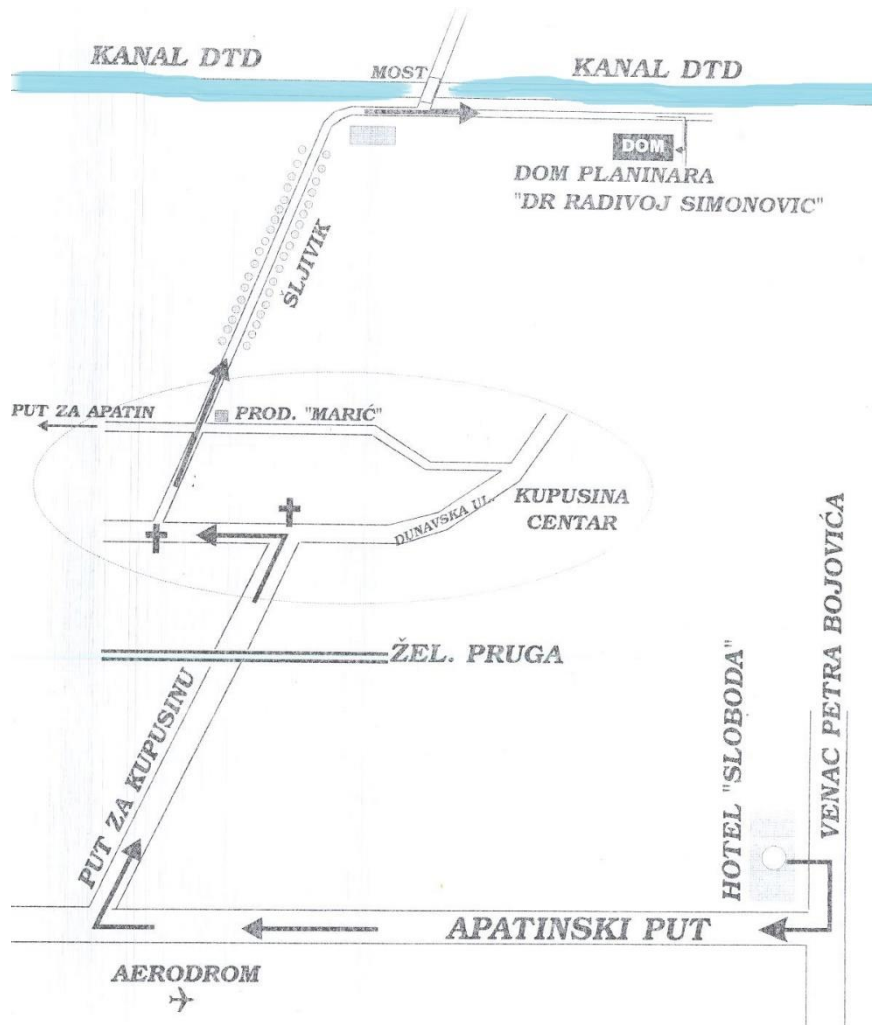 KANAL DTD
MOST
KANAL DTD
DOM
DOM PLANINARA
"DR RADIVOJ SIMONOVIC"
ŠLJIVIK
PUT ZA APATIN
PROD. "MARIĆ"
DUNAVSKA UL.
KUPUSINA
CENTAR
ŽEL. PRUGA
PUT ZA KUPUSINU
HOTEL "SLOBODA"
VENAC PETRA BOJOVIĆA
APATINSKI PUT
AERODROM